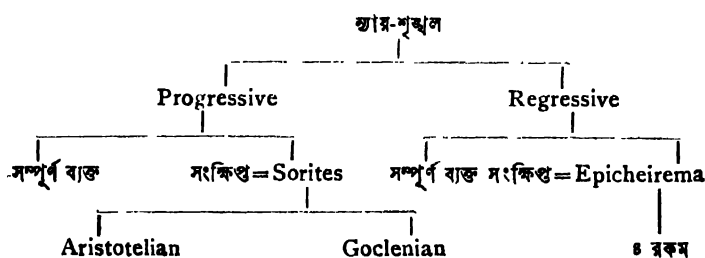 ন্যায়-শৃঙ্খল
Progressive Regressive
সম্পূর্ণ ব্যক্ত সংক্ষিপ্ত=Sorites সম্পূর্ণ ব্যক্ত সংক্ষিপ্ত=Epicheirema
Aristotelian Goclenian ৪ রকম